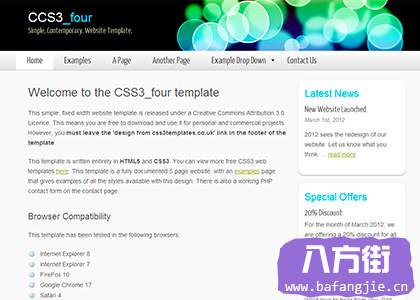 CCS3_four
Simple. Contemporary. Website Template.
Home
Examples
A Page
Another Page
Example Drop Down
Contact Us
Welcome to the CSS3_four template
This simple, fixed width website template is released under a Creative Commons Attribution 3.0
Licence. This means you are free to download and use it for personal and commercial projects.
However, you must leave the 'design from css3templates.co.uk' link in the footer of the
template.
This template is written entirely in HTML5 and CSS3. You can view more free CSS3 web
templates here. This template is a fully documented 5 page website, with an examples page
that gives examples of all the styles available with this design. There is also a working PHP
contact form on the contact page.
Browser Compatibility
This template has been tested in the following browsers:
Internet Explorer 8
Internet Explorer 7
FireFox 10
Google Chrome 17
Safari 4
Latest News
New Website Launched
March 1st, 2012
2012 sees the redesign of our
website. Let us know what you
think. ... read more
Special Offers
20% Discount
For the month of March 2012, we
are offering a 20% discount for all
八方街
www.bafangjie.cn